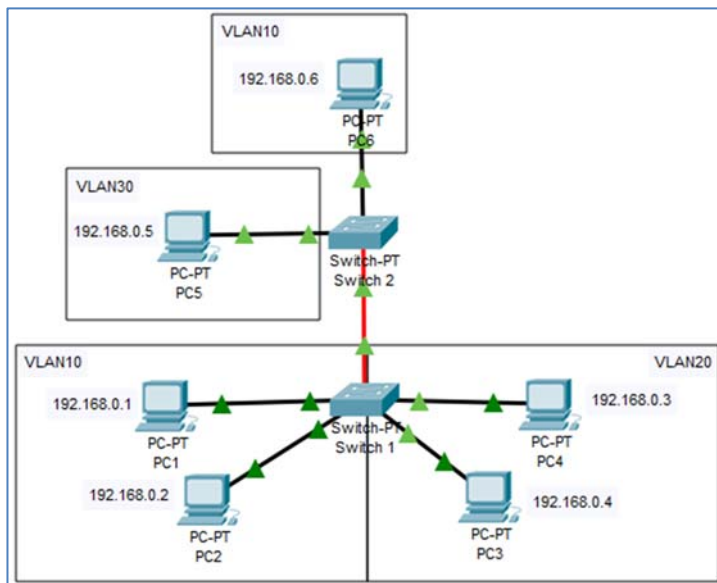 VLAN10
192.168.0.6
PC-PT
PC6
VLAN30
192.168.0.5
PC-PT
PC5
Switch-PT
Switch 2
VLAN10
VLAN20
192.168.0.1
PC-PT
PC1
Switch-PT
Switch 1
192.168.0.3
PC-PT
PC4
192.168.0.2
PC-PT
PC2
192.168.0.4
PC-PT
PC3